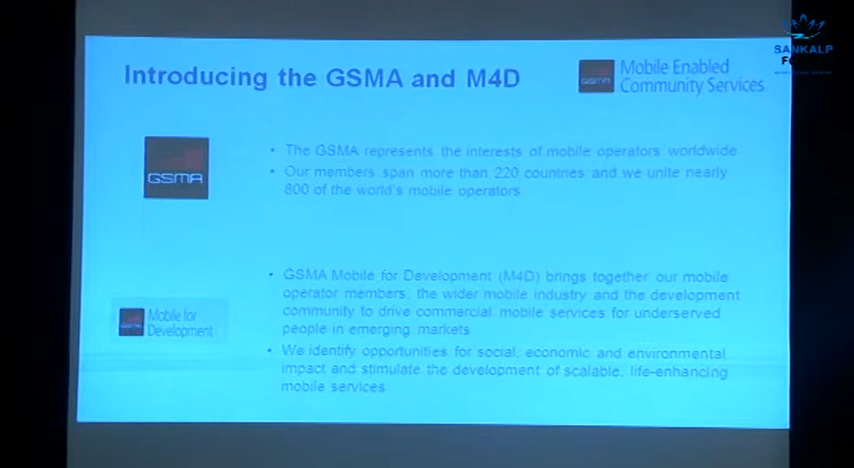 SANKALP
Introducing the GSMA and M4D
GSMA
Mobile Enabled
Community Services
GSMA
• The GSMA represents the interests of mobile operators worldwide
• Our members span more than 220 countries and we unite nearly
800 of the world's mobile operators
• GSMA Mobile for Development (M4D) brings together our mobile
operator members, the wider mobile industry and the development
community to drive commercial mobile services for underserved
people in emerging markets
GSMA
Mobile for
Development
• We identify opportunities for social, economic and environmental
impact and stimulate the development of scalable, life-enhancing
mobile services